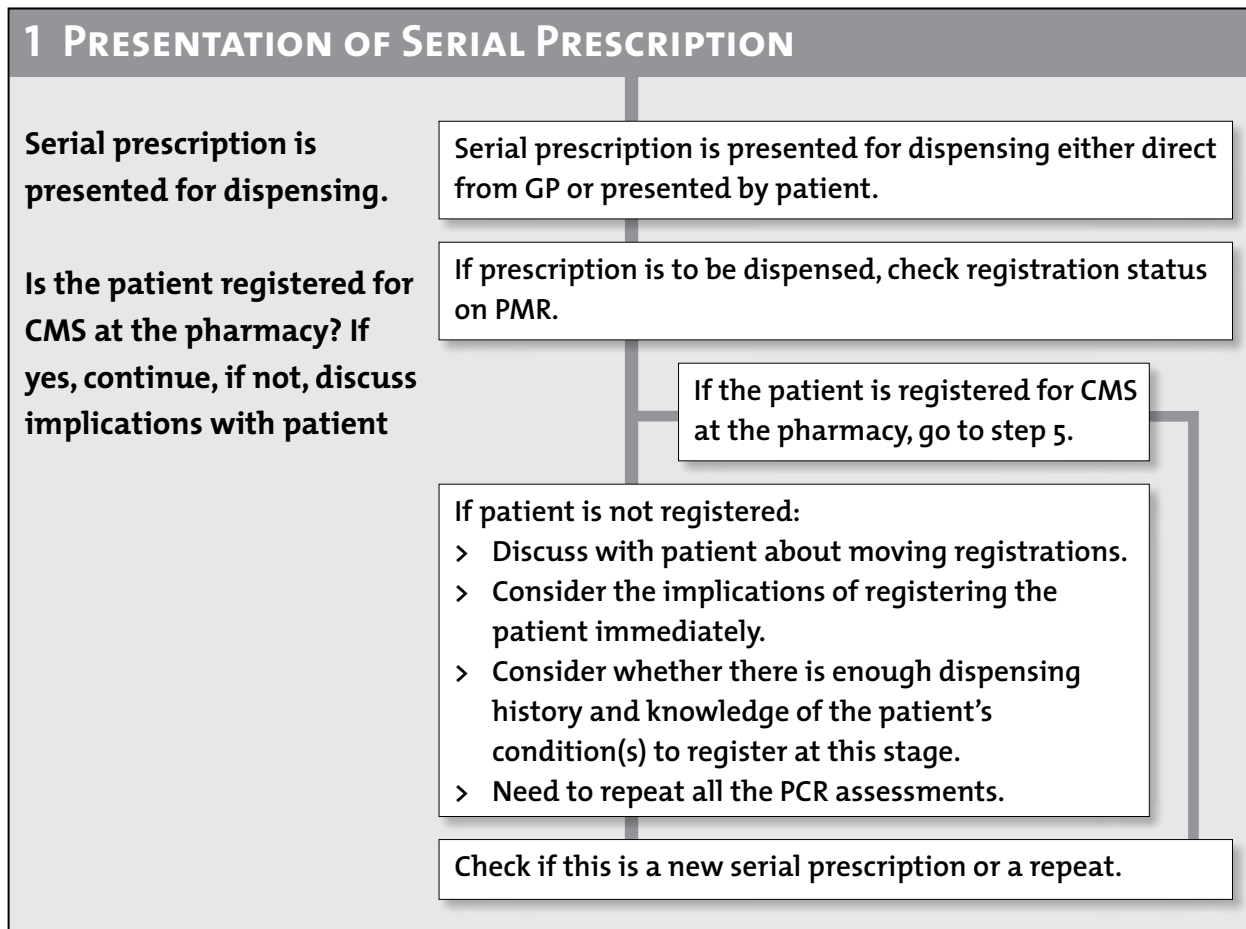 1 Presentation of Serial Prescription
Serial prescription is
presented for dispensing.
Is the patient registered for
CMS at the pharmacy? If
yes, continue, if not, discuss
implications with patient
Serial prescription is presented for dispensing either direct
from GP or presented by patient.
If prescription is to be dispensed, check registration status
on PMR.
If the patient is registered for CMS
at the pharmacy, go to step 5.
If patient is not registered:
> Discuss with patient about moving registrations.
> Consider the implications of registering the
patient immediately.
> Consider whether there is enough dispensing
history and knowledge of the patient's
condition(s) to register at this stage.
> Need to repeat all the PCR assessments.
Check if this is a new serial prescription or a repeat.